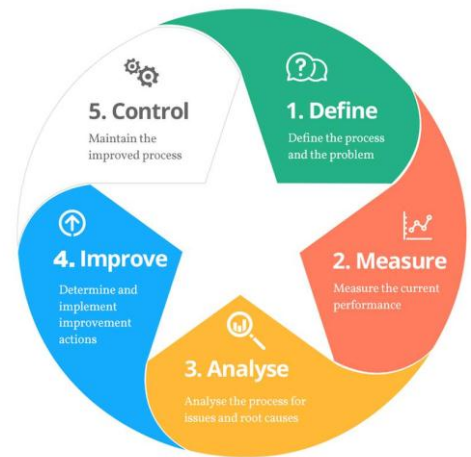 1. Define
Define the process
and the problem
2. Measure
Measure the current
performance
3. Analyse
Analyse the process for
issues and root causes
4. Improve
Determine and
implement
improvement
actions
5. Control
Maintain the
improved process